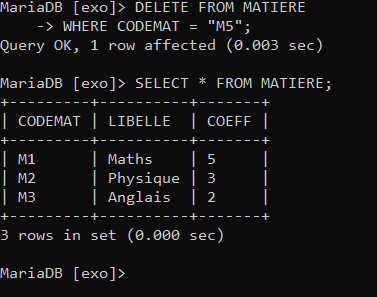 MariaDB [exo]> DELETE FROM MATIERE
    -> WHERE CODEMAT = "M5";
Query OK, 1 row affected (0.003 sec)

MariaDB [exo]> SELECT * FROM MATIERE;
+---------+----------+-------+
| CODEMAT | LIBELLE  | COEFF |
+---------+----------+-------+
| M1      | Maths    | 5     |
| M2      | Physique | 3     |
| M3      | Anglais  | 2     |
+---------+----------+-------+
3 rows in set (0.000 sec)

MariaDB [exo]>